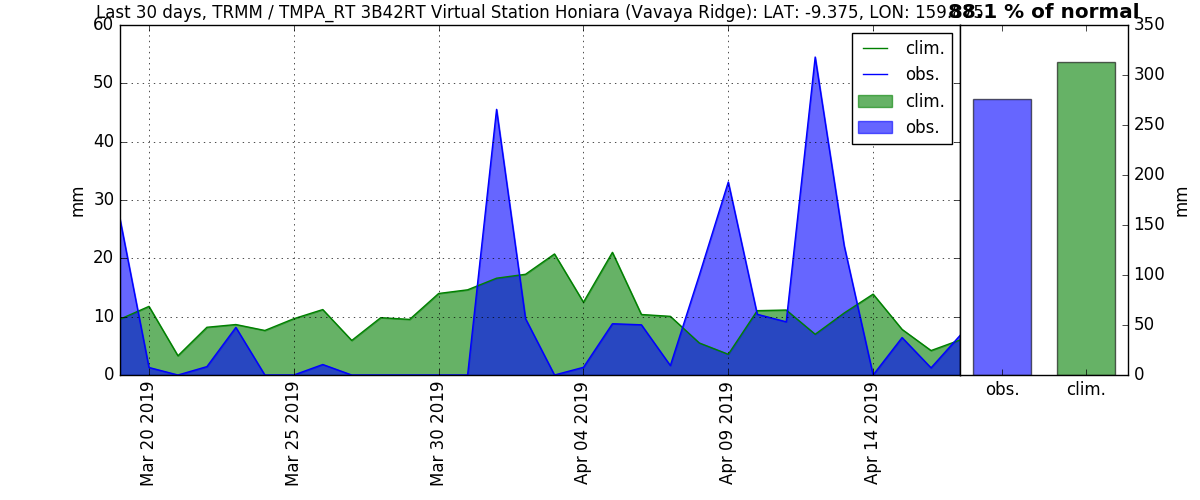 Last 30 days, TRMM / TMPA_RT 3B42RT Virtual Station Honiara (Vavaya Ridge): LAT: -9.375, LON:
88.1 % of normal
60
50
40
30
20
10
0
mm
clim.
obs.
clim.
obs.
350
300
250
200
150
100
50
0
mm
obs.
clim.
Mar 20 2019
Mar 25 2019
Mar 30 2019
Apr 04 2019
Apr 09 2019
Apr 14 2019